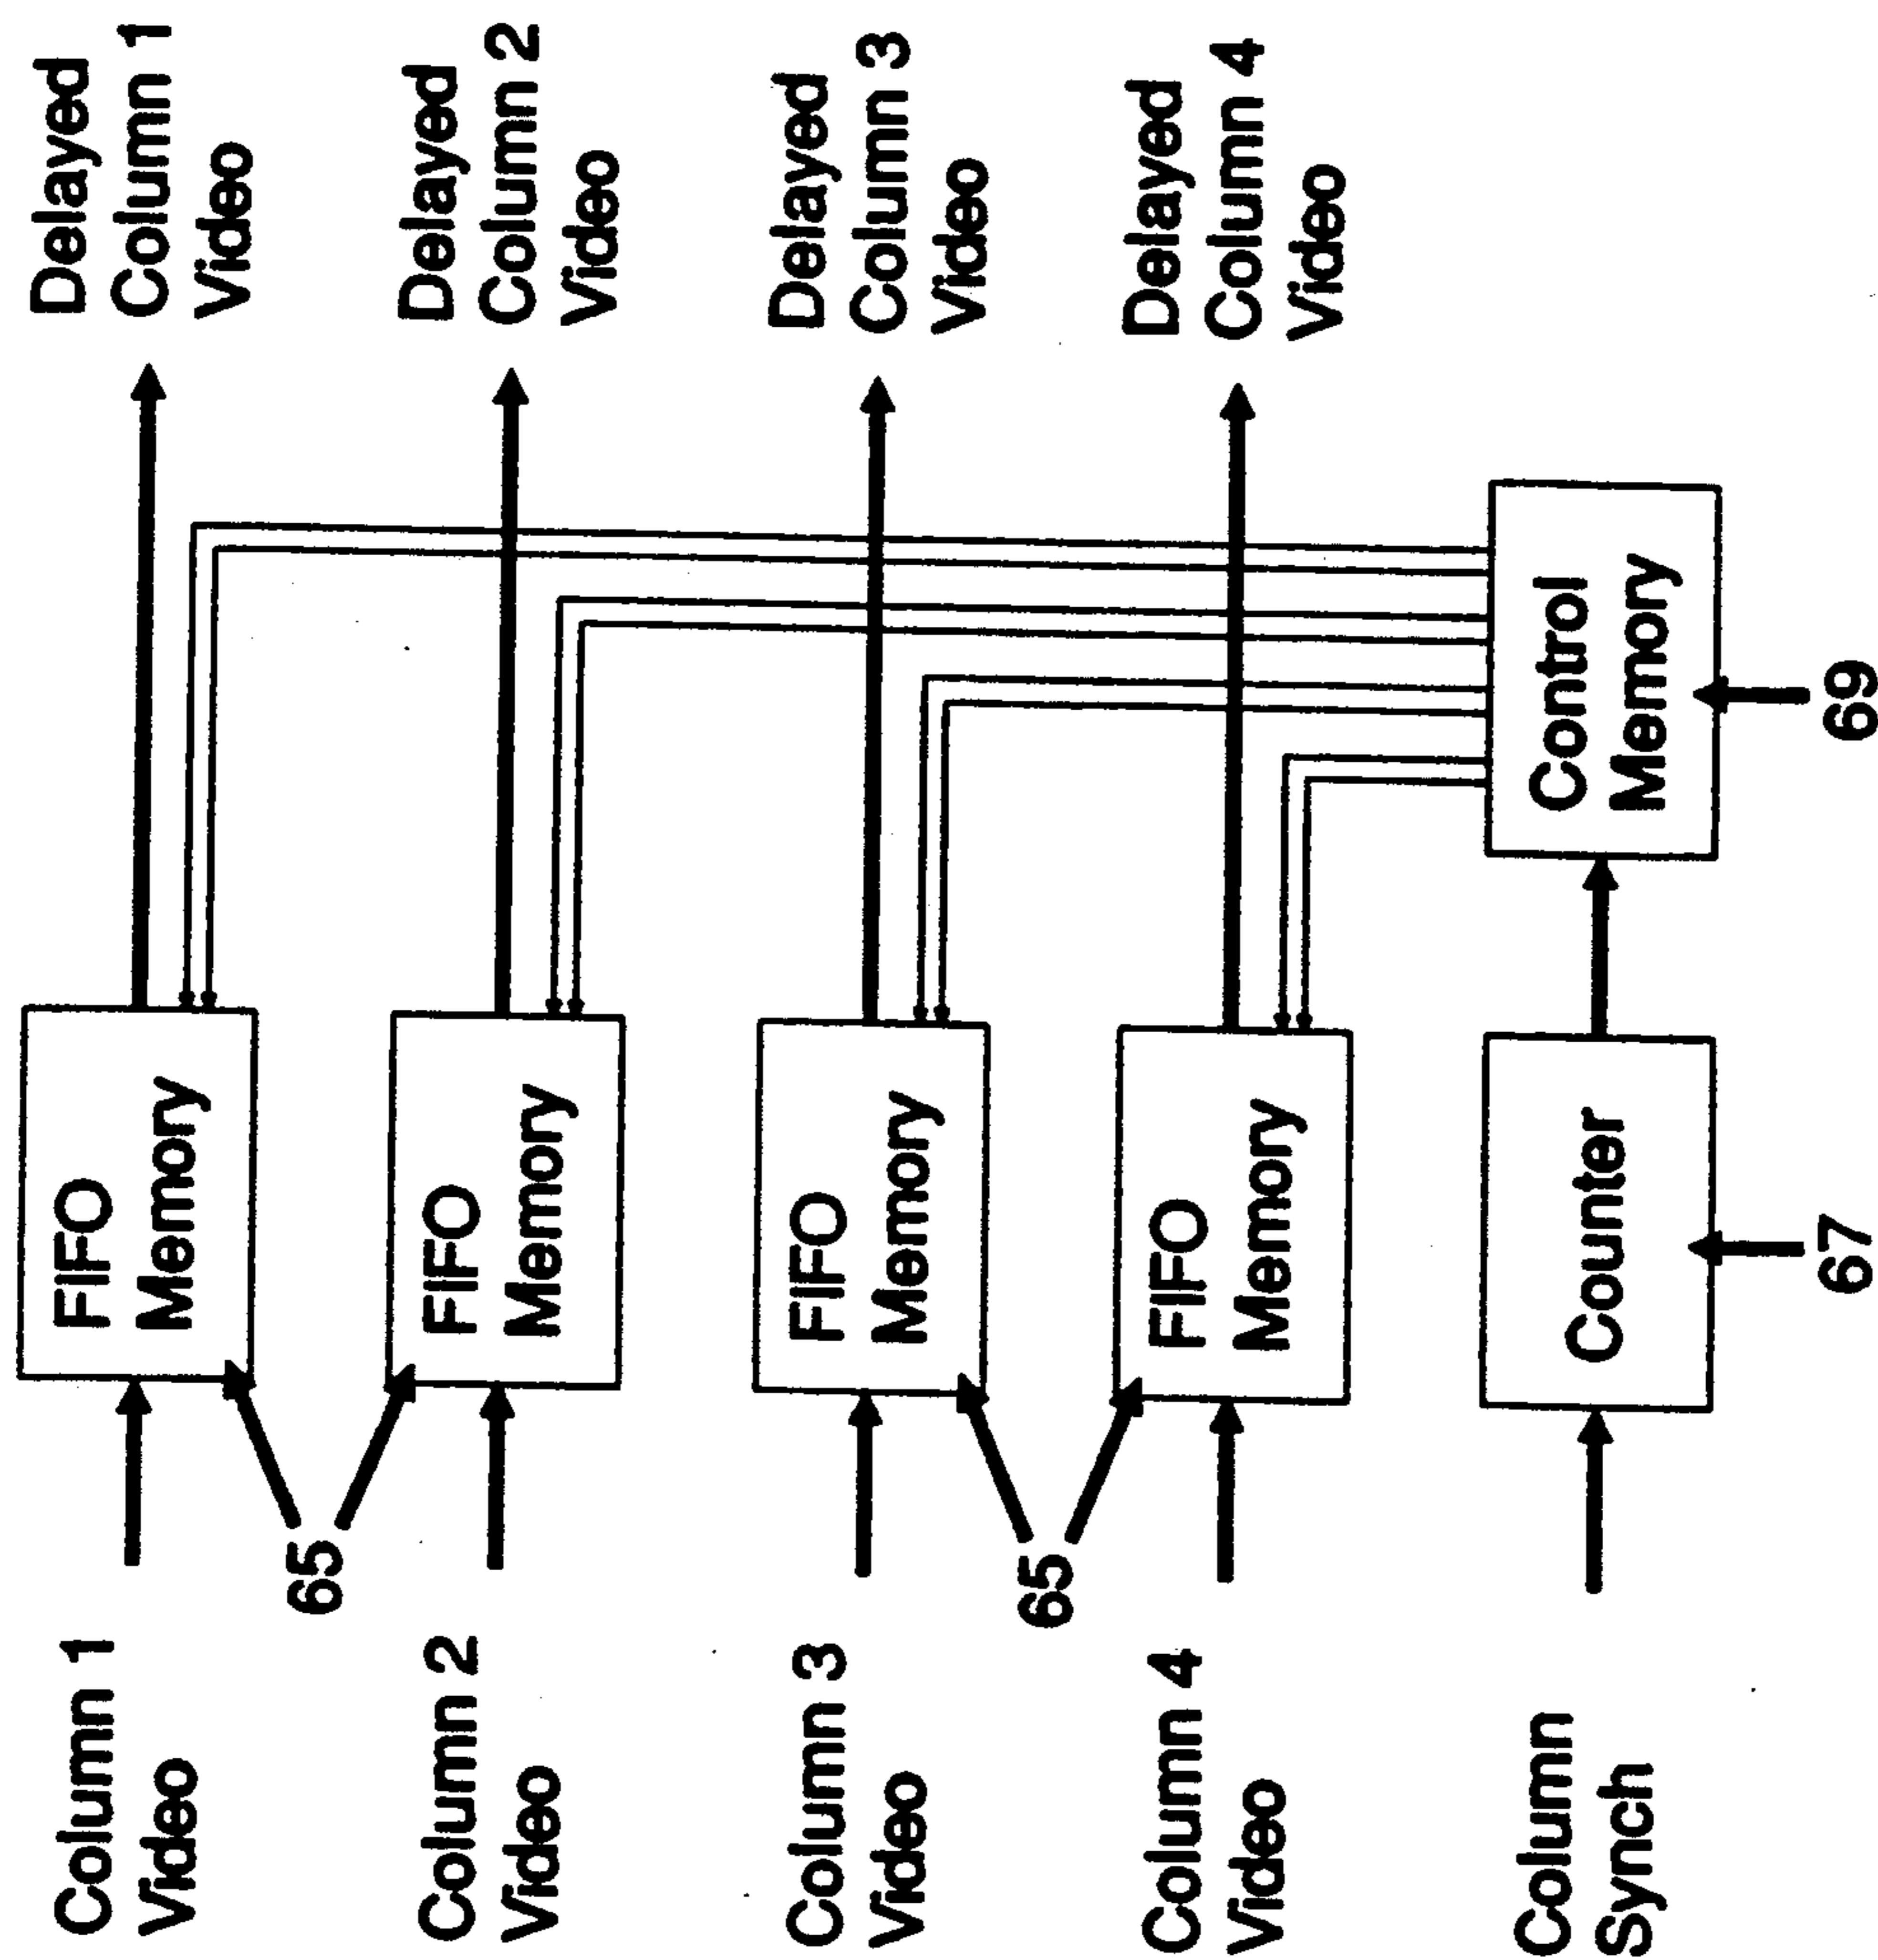 Column 1
Video
FIFO
Memory
Delayed
Column 1
Video
65
Column 2
Video
FIFO
Memory
Delayed
Column 2
Video
Column 3
Video
FIFO
Memory
Delayed
Column 3
Video
65
Column 4
Video
FIFO
Memory
Delayed
Column 4
Video
Column
Synch
Counter
67
Control
Memory
69